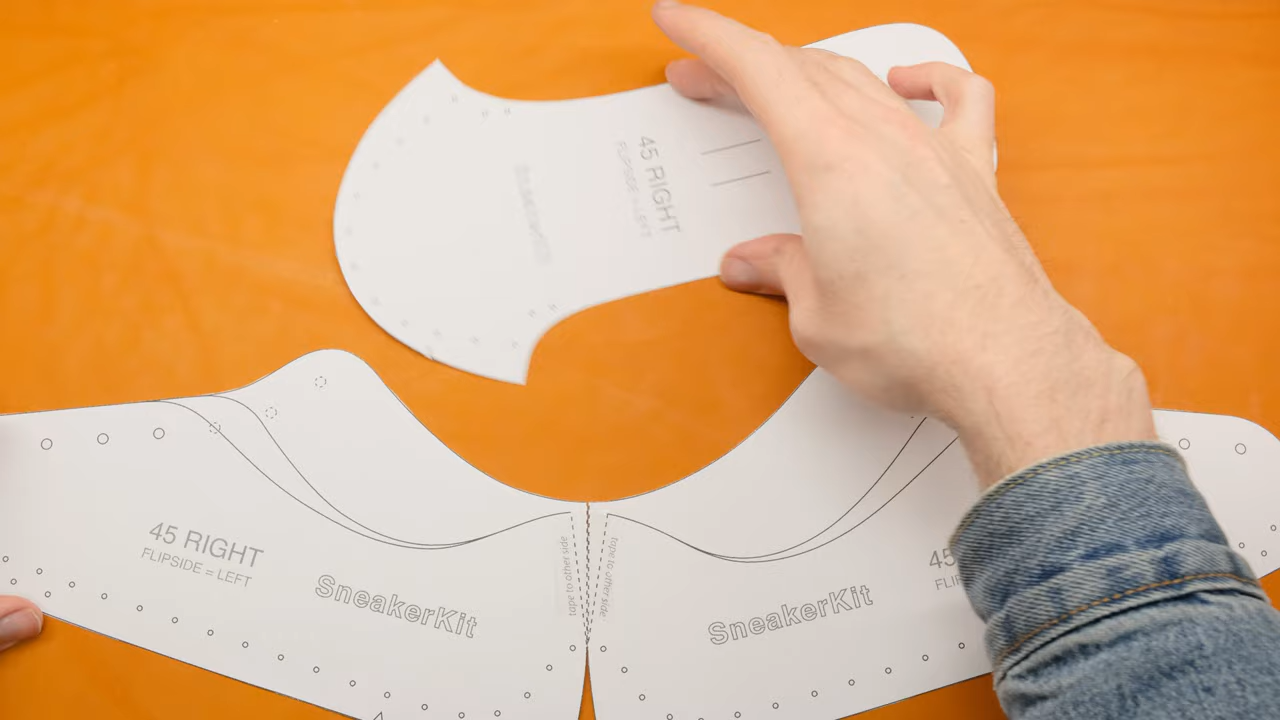 45 RIGHT
FLIPSIDE = LEFT
45 RIGHT
FLIPSIDE = LEFT
SneakerKit
tape to other side
tape to other side
SneakerKit
45
FLIP